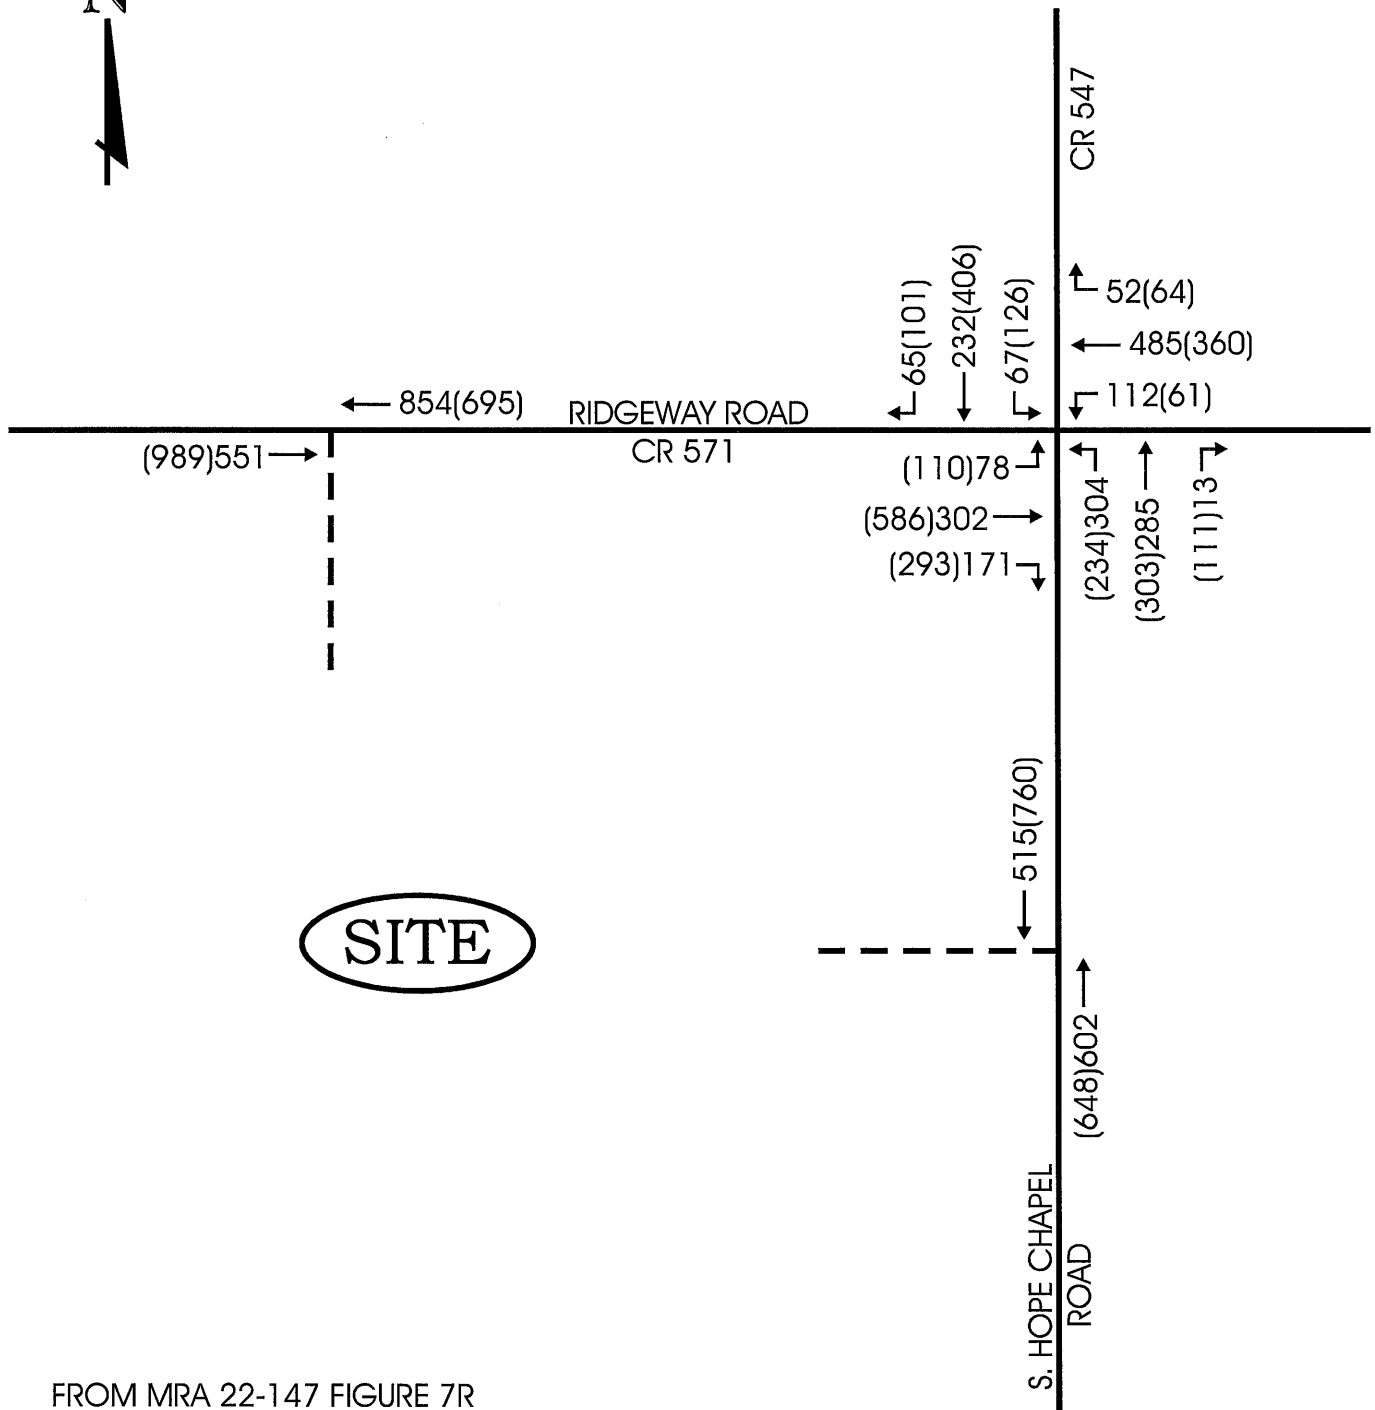 N
CR 547
65(101)
232(406)
67(126)
52(64)
485(360)
112(61)
854(695)
RIDGEWAY ROAD
(989)551
CR 571
(110)78
(586)302
(293)171
(234)304
(303)285
(111)13
515(760)
SITE
(648)602
S. HOPE CHAPEL
ROAD
FROM MRA 22-147 FIGURE 7R